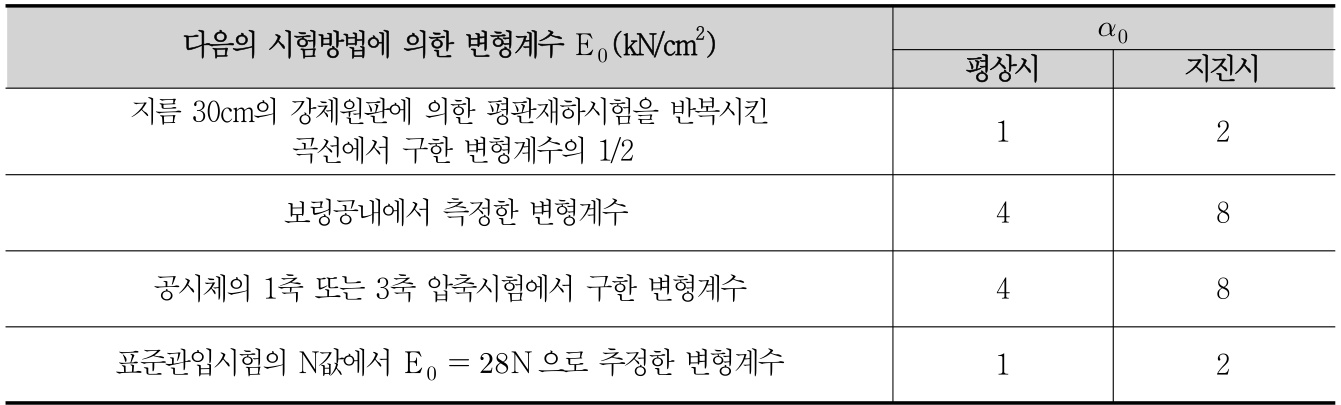 다음의 시험방법에 의한 변형계수 E₀(kN/cm²)
α₀
평상시 지진시
지름 30cm의 강체원판에 의한 평판재하시험을 반복시킨
곡선에서 구한 변형계수의 1/2
1 2
보링공내에서 측정한 변형계수 4 8
공시체의 1축 또는 3축 압축시험에서 구한 변형계수 4 8
표준관입시험의 N값에서 E₀ = 28N 으로 추정한 변형계수 1 2